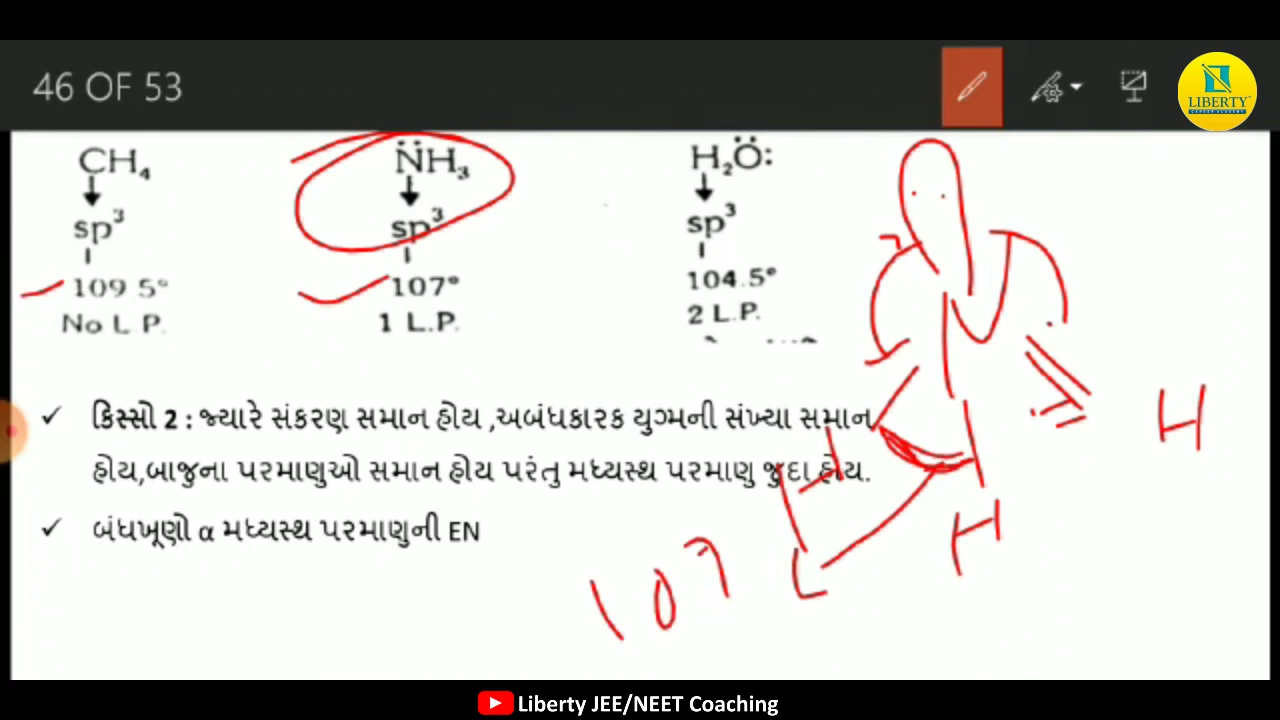 46 OF 53
LIBERTY
CH₄ N̈H₃ H₂Ö:
sp³ sp³ sp³
109 5° 107° 104.5°
No L.P. 1 L.P. 2 L.P.
✓ કિસ્સો 2 : જ્યારે સંકરણ સમાન હોય ,અબંધકારક યુગ્મની સંખ્યા સમાન
હોય,બાજુના પરમાણુઓ સમાન હોય પરંતુ મધ્યસ્થ પરમાણુ જુદા હોય.
✓ બંધખૂણો α મધ્યસ્થ પરમાણુની EN
H
H
H
107
Liberty JEE/NEET Coaching